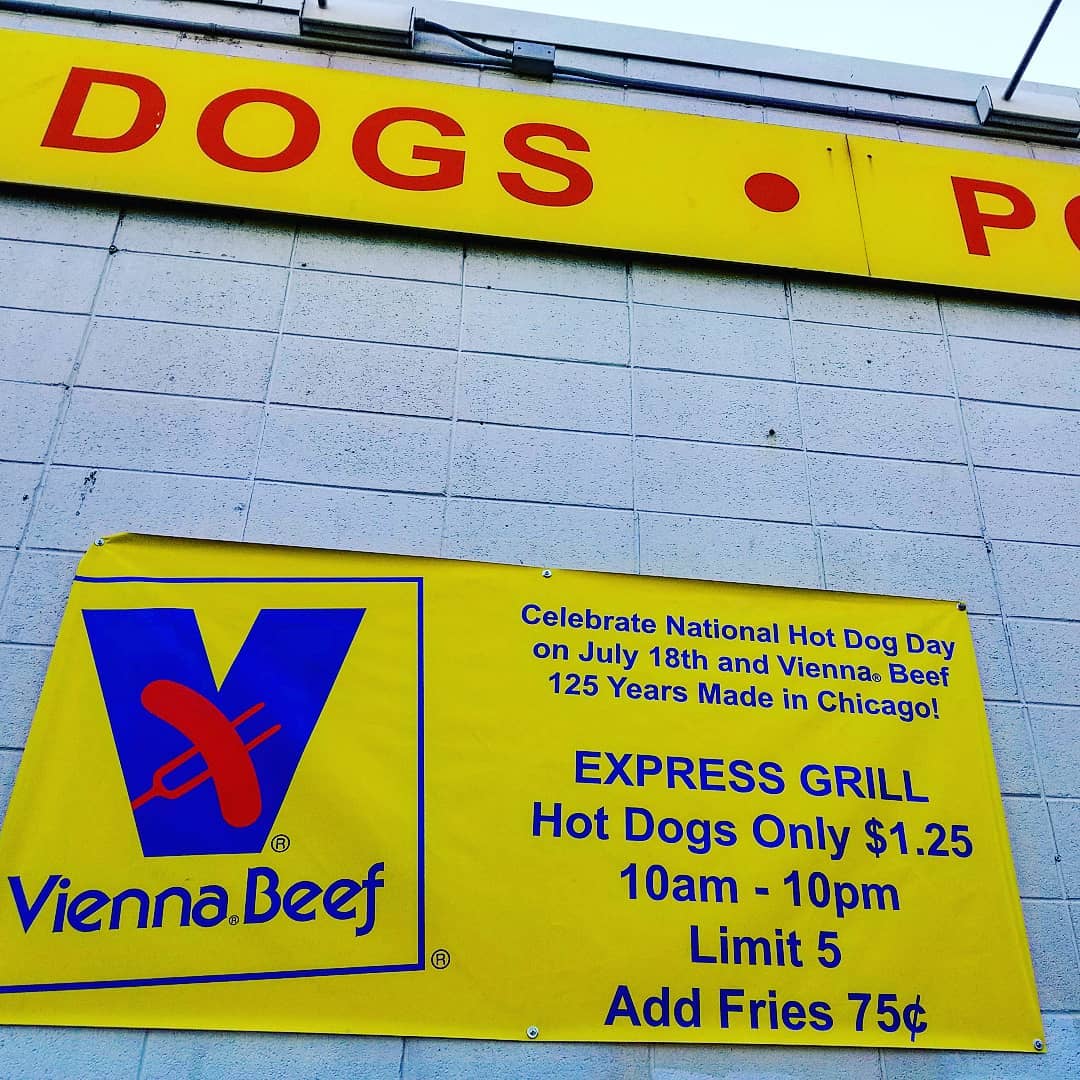 DOGS • P
Vienna® Beef
®
®
Celebrate National Hot Dog Day
on July 18th and Vienna® Beef
125 Years Made in Chicago!
EXPRESS GRILL
Hot Dogs Only $1.25
10am - 10pm
Limit 5
Add Fries 75¢